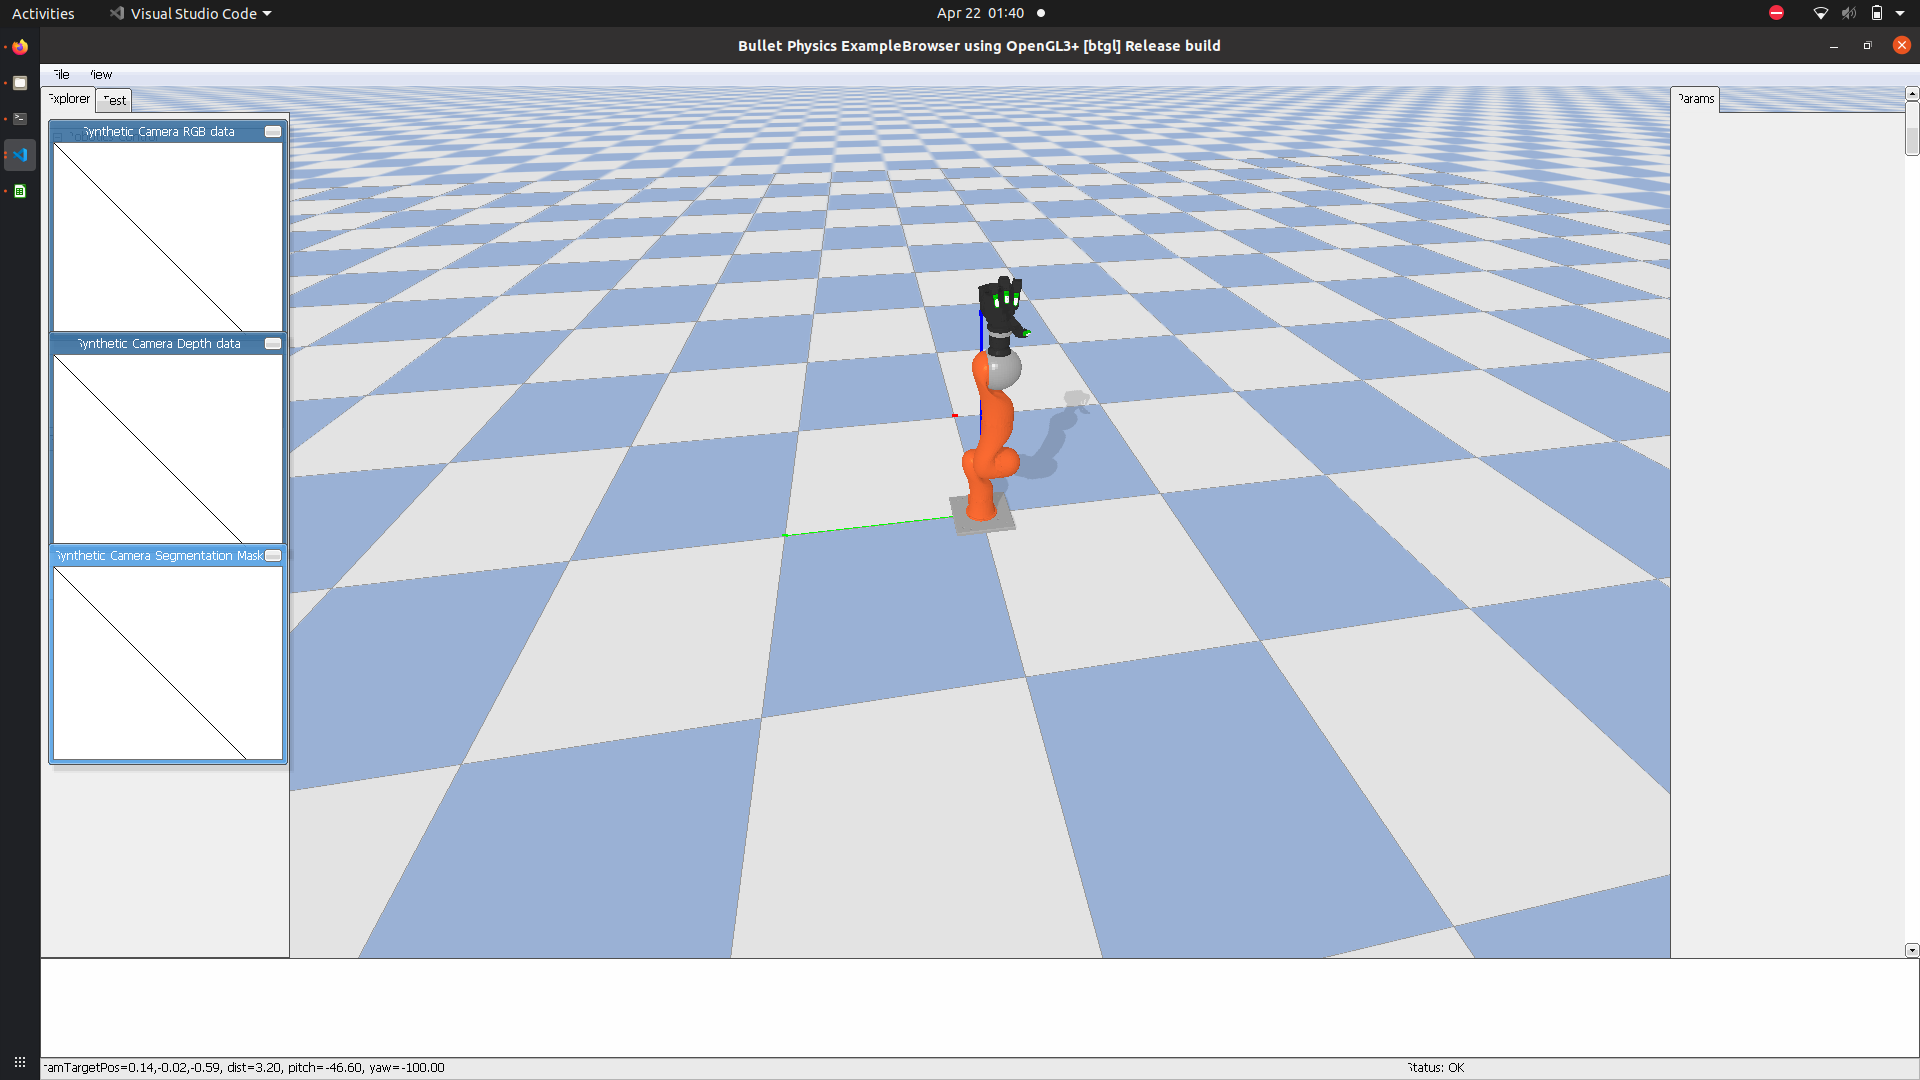 Activities
Visual Studio Code
Apr 22 01:40
Bullet Physics ExampleBrowser using OpenGL3+ [btgl] Release build
File
View
Explorer
Test
Params
Synthetic Camera RGB data
Synthetic Camera Depth data
Synthetic Camera Segmentation Mask
camTargetPos=0.14,-0.02,-0.59, dist=3.20, pitch=-46.60, yaw=-100.00
Status: OK